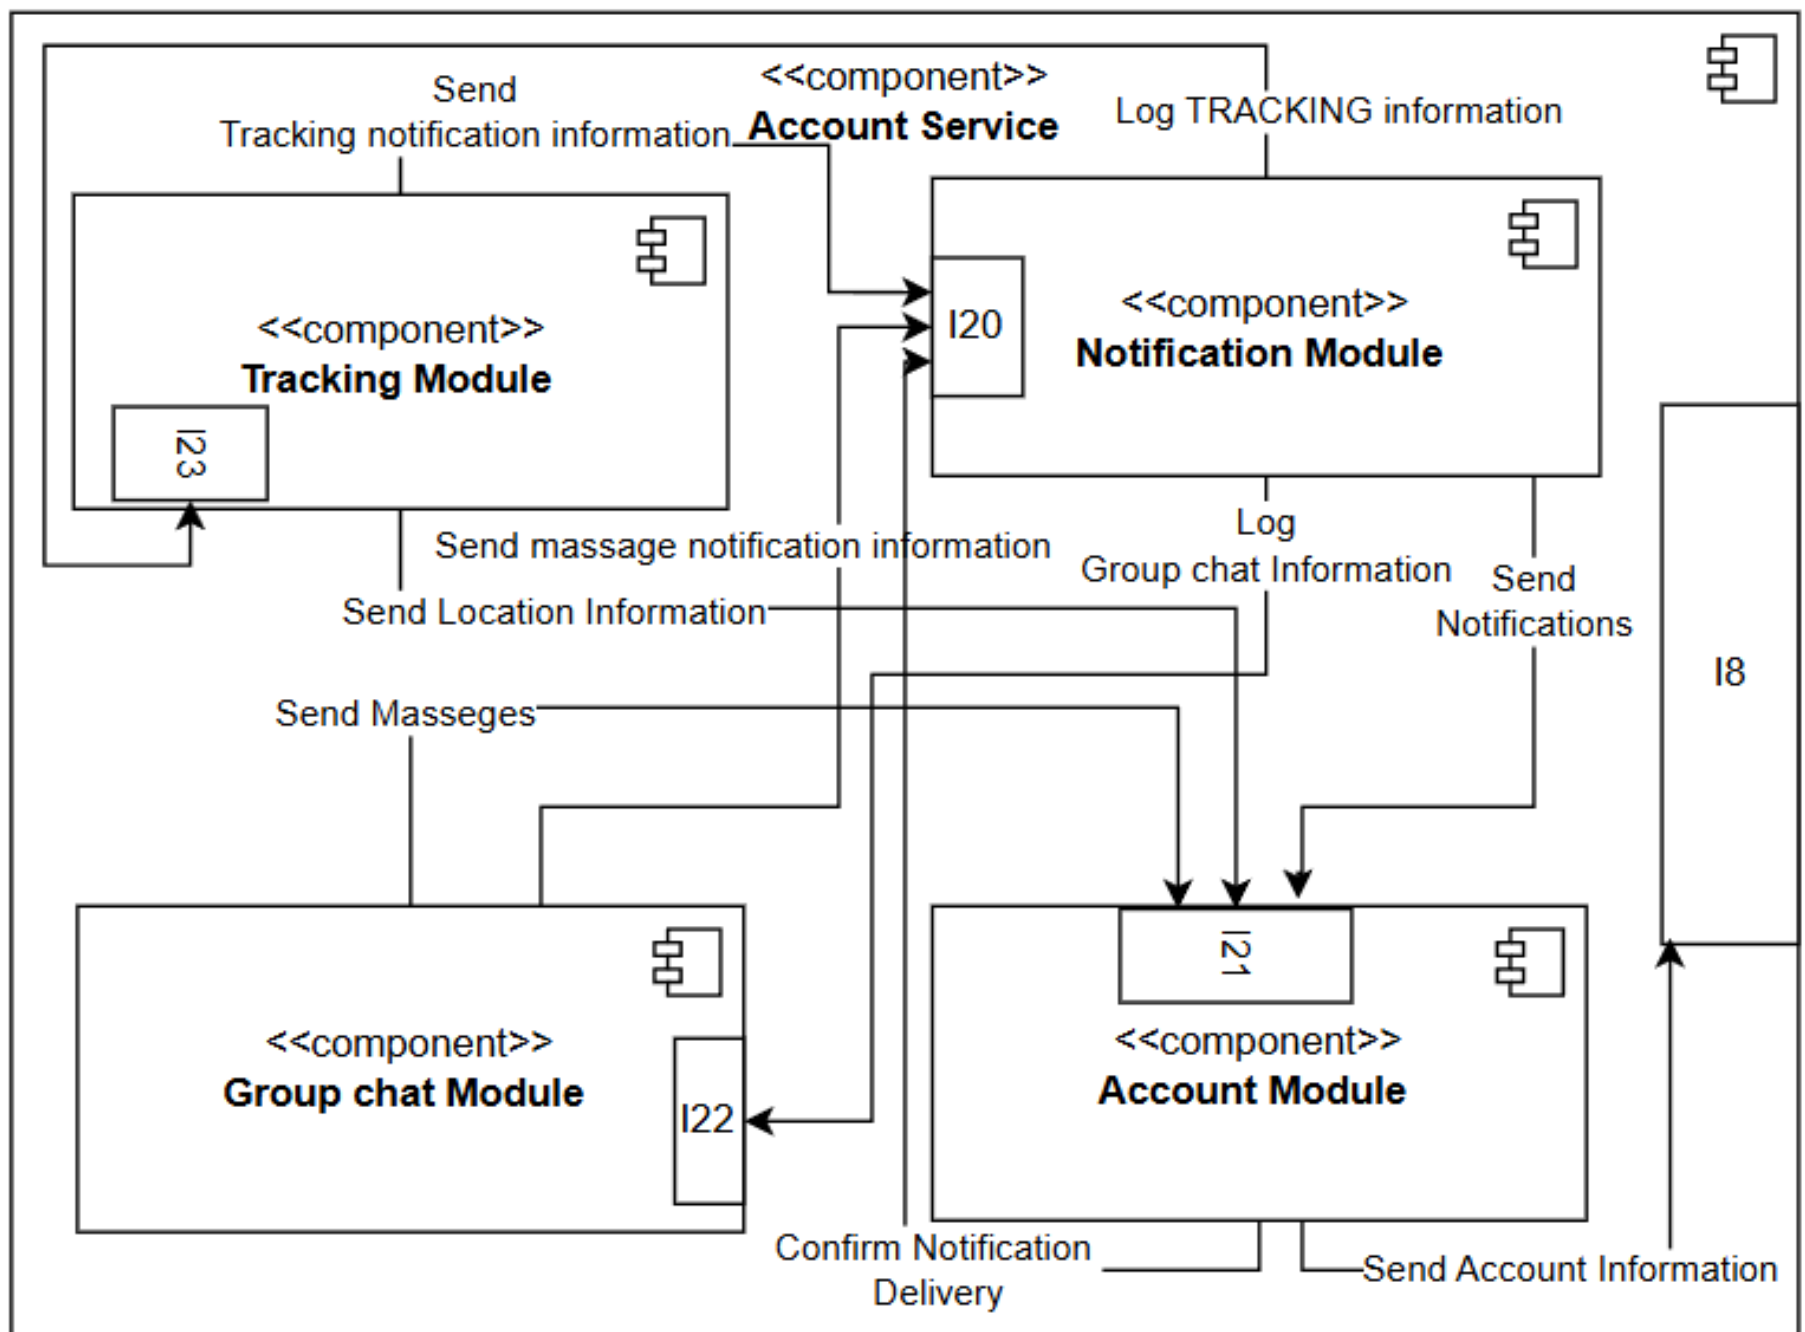 <<component>>
Account Service
Send
Tracking notification information
Log TRACKING information
<<component>>
Tracking Module
I23
I20
<<component>>
Notification Module
Send massage notification information
Log
Group chat Information
Send
Notifications
Send Location Information
I8
Send Masseges
<<component>>
Group chat Module
I22
I21
<<component>>
Account Module
Confirm Notification
Delivery
Send Account Information